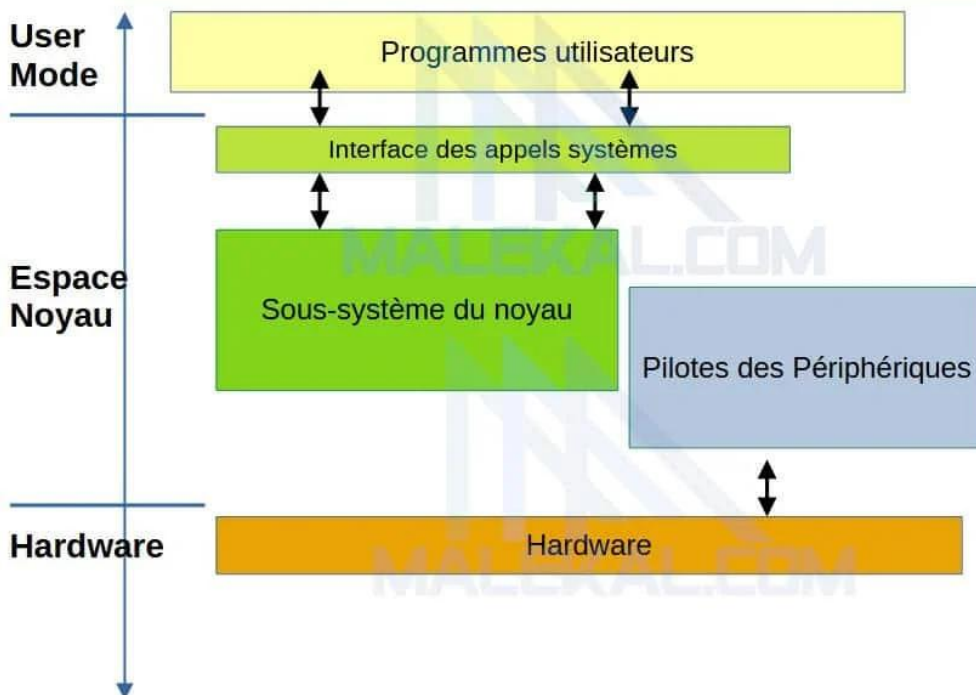 User
Mode
Programmes utilisateurs
Interface des appels systèmes
Espace
Noyau
Sous-système du noyau
Pilotes des Périphériques
MALEKAL.COM
Hardware
Hardware
MALEKAL.COM